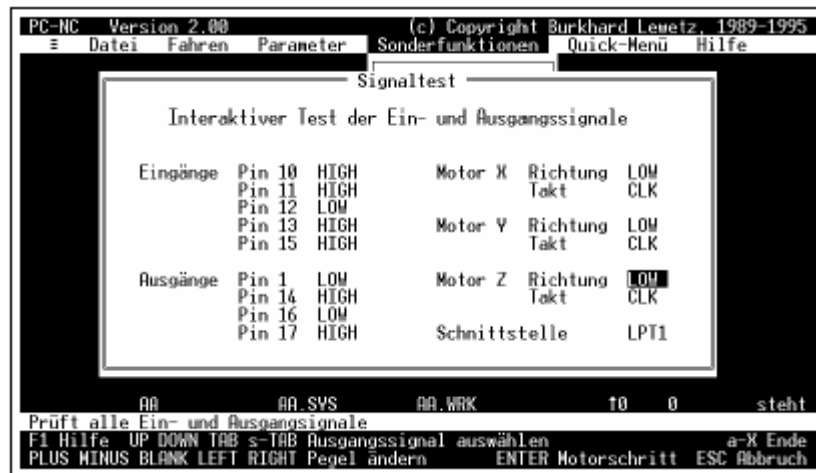 PC-NC Version 2.00 (c) Copyright Burkhard Lewetz, 1989-1995
≡ Datei Fahren Parameter Sonderfunktionen Quick-Menü Hilfe
Signaltest
Interaktiver Test der Ein- und Ausgangssignale
Eingänge Pin 10 HIGH Motor X Richtung LOW
Pin 11 HIGH Takt CLK
Pin 12 LOW
Pin 13 HIGH Motor Y Richtung LOW
Pin 15 HIGH Takt CLK
Ausgänge Pin 1 LOW Motor Z Richtung LOW
Pin 14 HIGH Takt CLK
Pin 16 LOW
Pin 17 HIGH Schnittstelle LPT1
AA AA.SYS AA.WRK ↑0 0 steht
Prüft alle Ein- und Ausgangsignale
F1 Hilfe UP DOWN TAB s-TAB Ausgangssignal auswählen a-X Ende
PLUS MINUS BLANK LEFT RIGHT Pegel ändern ENTER Motorschritt ESC Abbruch